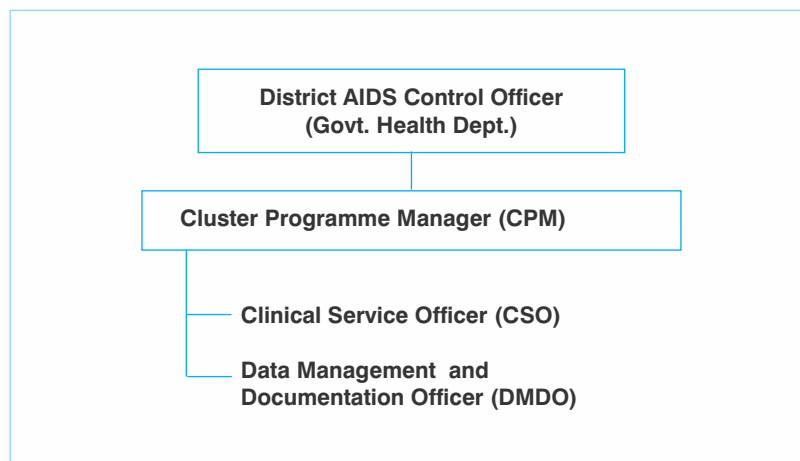 District AIDS Control Officer
(Govt. Health Dept.)
Cluster Programme Manager (CPM)
Clinical Service Officer (CSO)
Data Management and
Documentation Officer (DMDO)